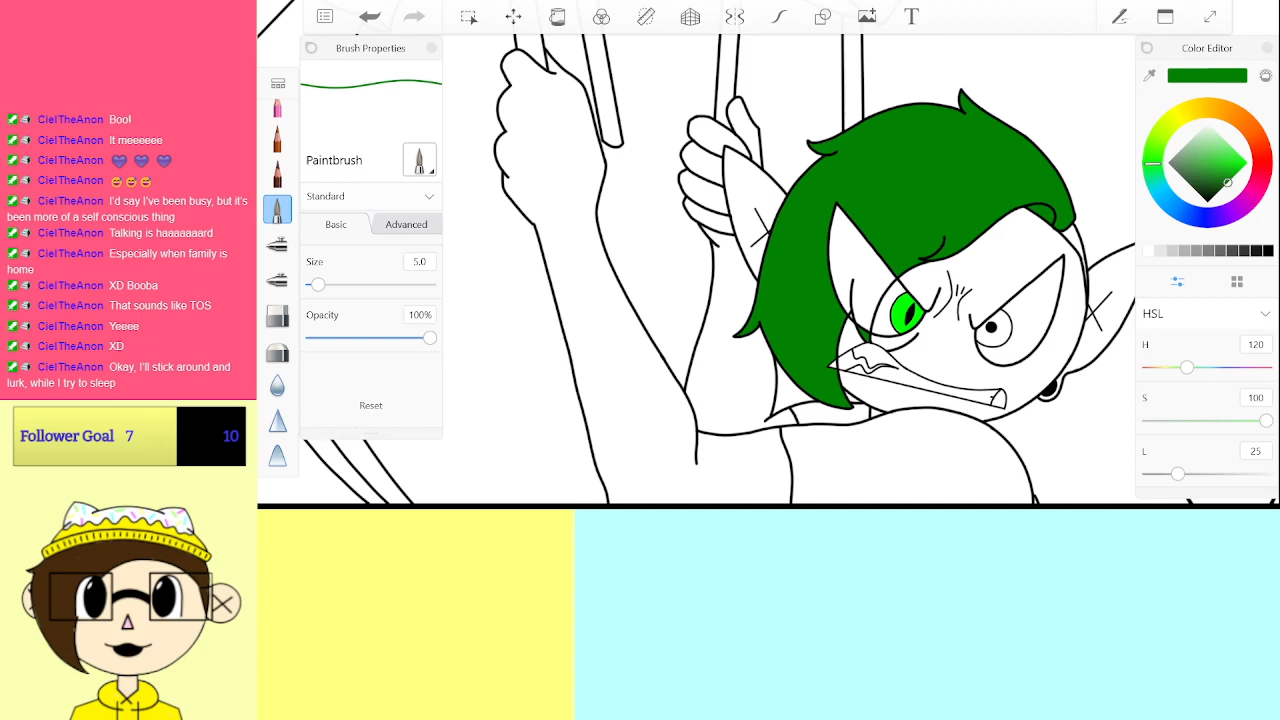 CielTheAnon Boo!
CielTheAnon It meeeeee
CielTheAnon
CielTheAnon
CielTheAnon I'd say I've been busy, but it's
been more of a self conscious thing
CielTheAnon Talking is haaaaaard
CielTheAnon Especially when family is
home
CielTheAnon XD Booba
CielTheAnon That sounds like TOS
CielTheAnon Yeeee
CielTheAnon XD
CielTheAnon Okay, I'll stick around and
lurk, while I try to sleep
Follower Goal 7 10
T
Brush Properties
Paintbrush
Standard
Basic Advanced
Size 5.0
Opacity 100%
Reset
Color Editor
HSL
H 120
S 100
L 25